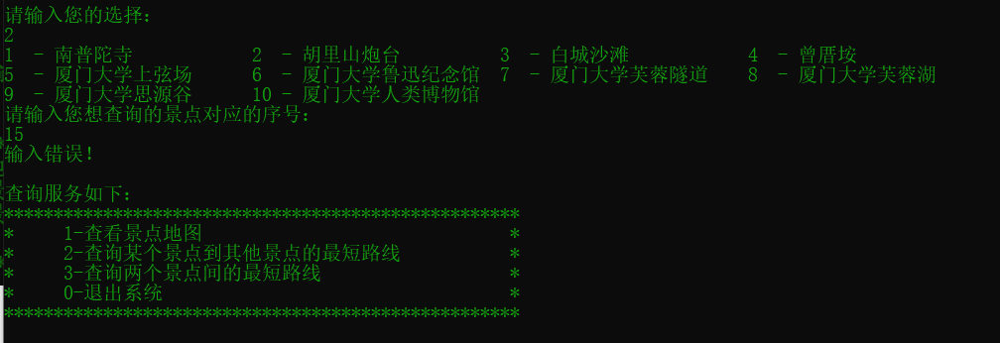 请输入您的选择:
2
1 - 南普陀寺 2 - 胡里山炮台 3 - 白城沙滩 4 - 曾厝垵
5 - 厦门大学上弦场 6 - 厦门大学鲁迅纪念馆 7 - 厦门大学芙蓉隧道 8 - 厦门大学芙蓉湖
9 - 厦门大学思源谷 10 - 厦门大学人类博物馆
请输入您想查询的景点对应的序号:
15
输入错误!
查询服务如下:
****************************************************
* 1-查看景点地图 *
* 2-查询某个景点到其他景点的最短路线 *
* 3-查询两个景点间的最短路线 *
* 0-退出系统 *
****************************************************